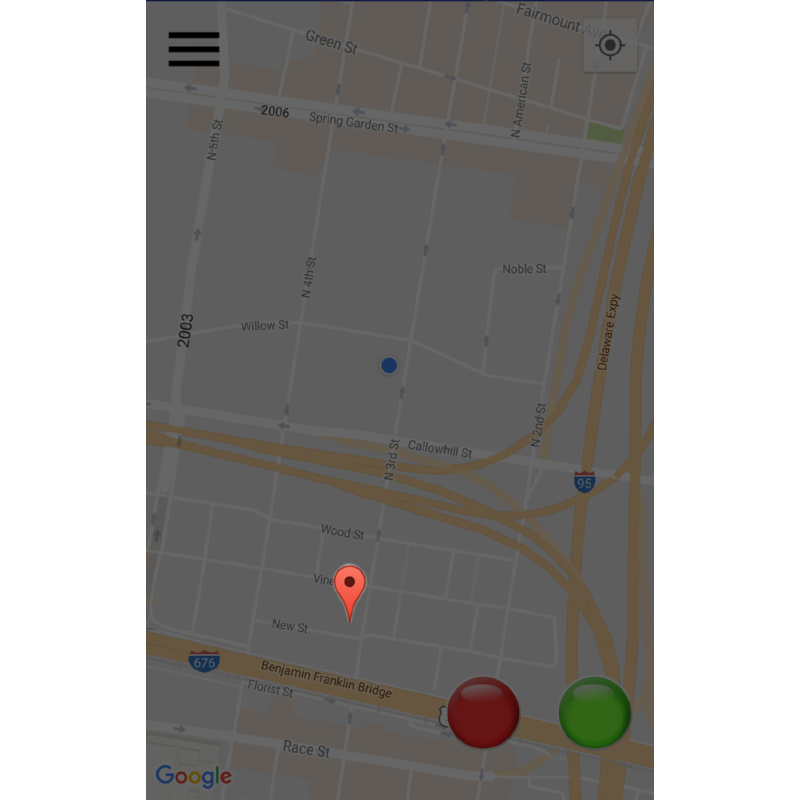 Fairmount Ave
Green St
N American St
2006
Spring Garden St
N 5th St
Noble St
N 4th St
Willow St
2003
Delaware Expy
N 2nd St
Callowhill St
N 3rd St
95
Wood St
Vine
New St
676
Benjamin Franklin Bridge
Florist St
Race St
Google